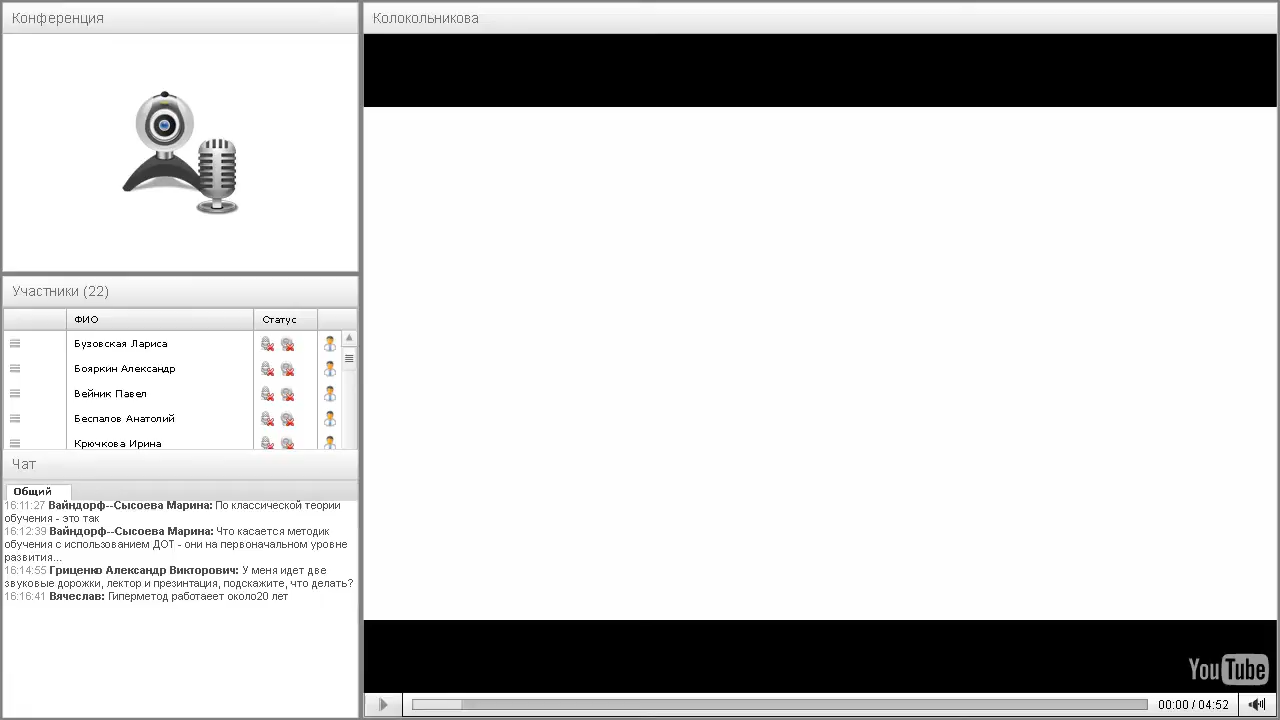 Конференция
Колокольникова
Участники (22)
ФИО
Статус
Бузовская Лариса
Бояркин Александр
Вейник Павел
Беспалов Анатолий
Крючкова Ирина
Чат
Общий
16:11:27 Вайндорф--Сысоева Марина: По классической теории
обучения - это так
16:12:39 Вайндорф--Сысоева Марина: Что касается методик
обучения с использованием ДОТ - они на первоначальном уровне
развития...
16:14:55 Гриценко Александр Викторович: У меня идет две
звуковые дорожки, лектор и презинтация, подскажите, что делать?
16:16:41 Вячеслав: Гиперметод работаеет около20 лет
YouTube
00:00 / 04:52